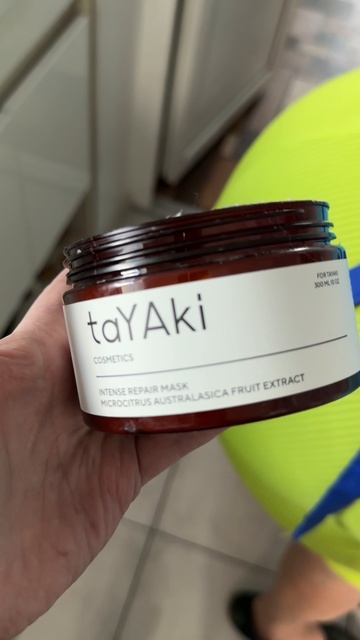 taYAki
COSMETICS
FOR TAYAKI
300 ML 10 OZ
INTENSE REPAIR MASK
MICROCITRUS AUSTRALASICA FRUIT EXTRACT